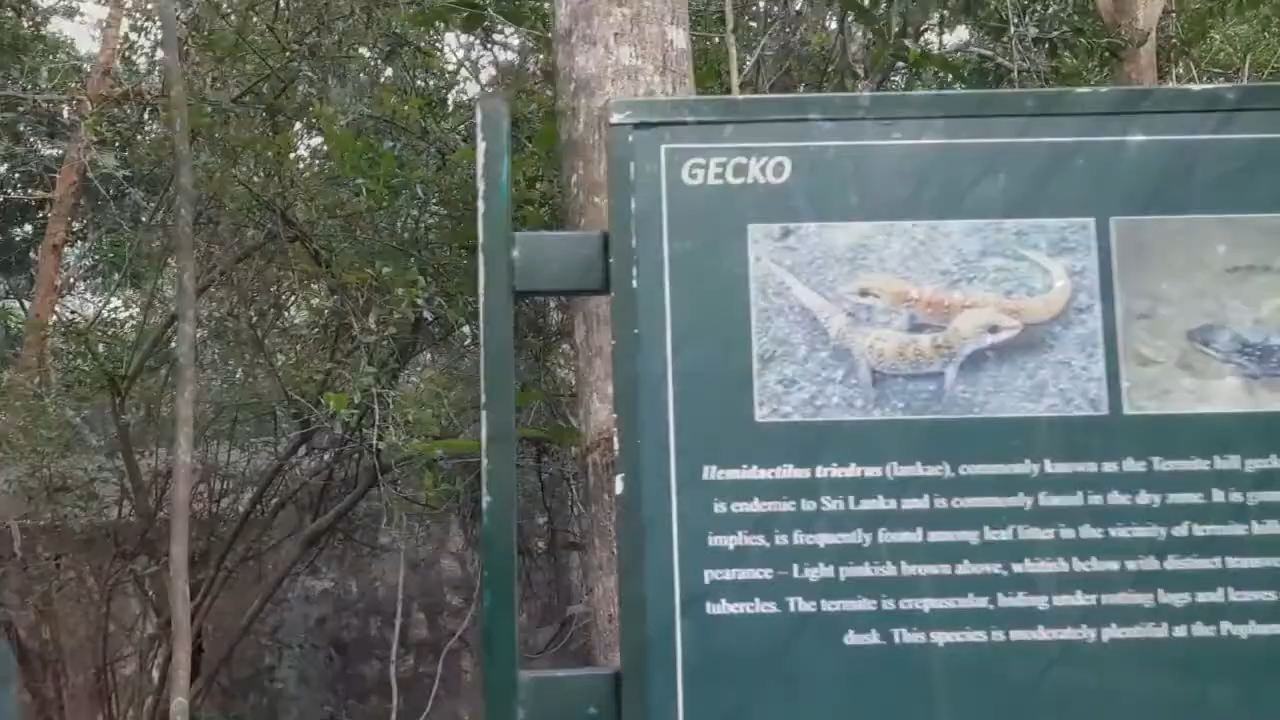 GECKO
Hemidactilus triedrus (lankae), commonly known as the Termite hill
is endemic to Sri Lanka and is commonly found in the dry zone. It is
implies, is frequently found among leaf litter in the vicinity of termite
pearance – Light pinkish brown above, whitish below with distinct
tubercles. The termite is crepuscular, hiding under rotting logs and leaves
dusk. This species is moderately plentiful at the